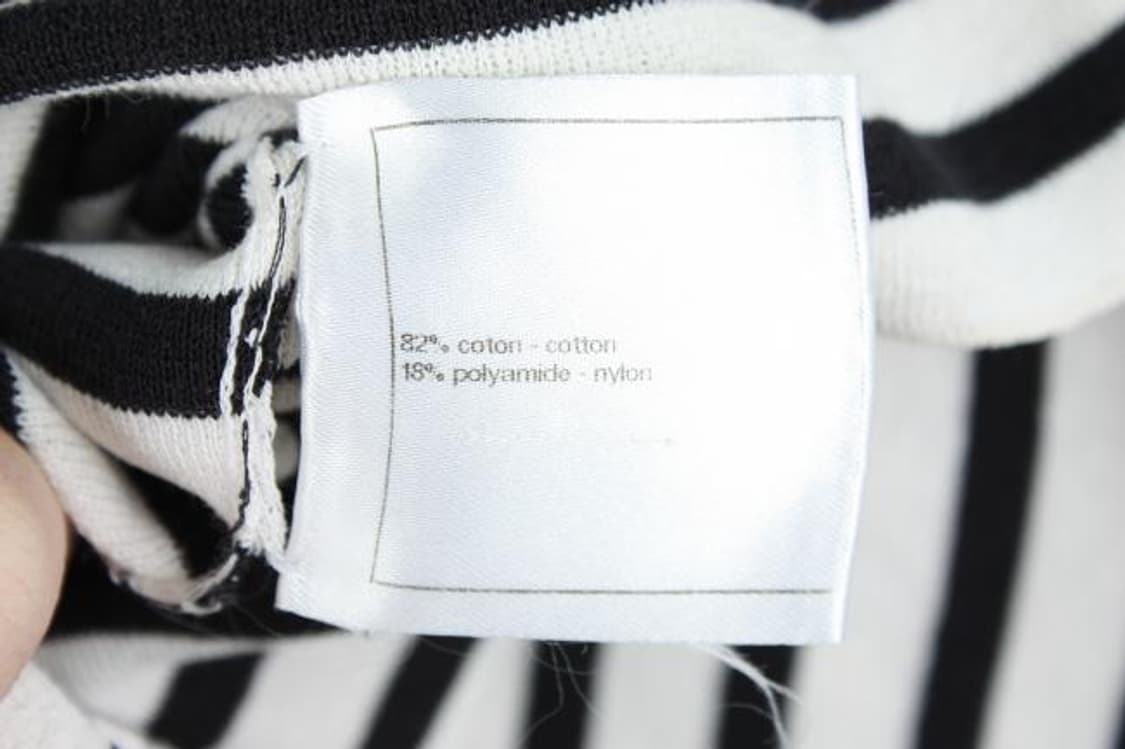 82% coton - cotton
18% polyamide - nylon